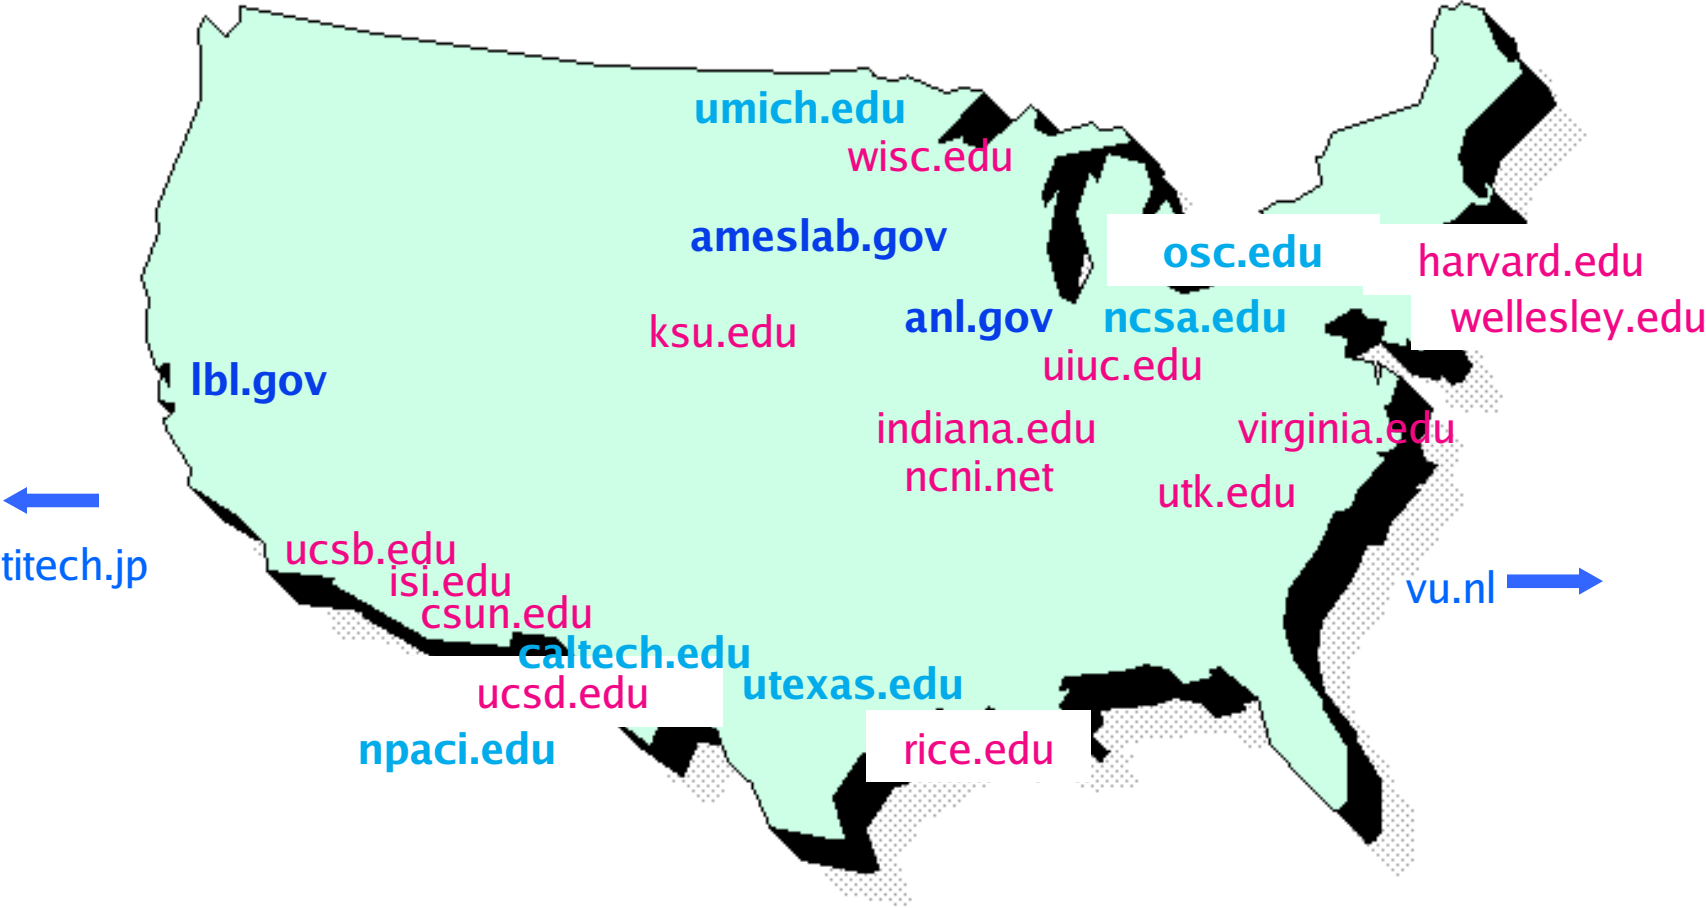 umich.edu
wisc.edu
ameslab.gov
osc.edu
harvard.edu
anl.gov
ncsa.edu
wellesley.edu
ksu.edu
uiuc.edu
lbl.gov
indiana.edu
virginia.edu
ncni.net
utk.edu
ucsb.edu
titech.jp
isi.edu
vu.nl
csun.edu
caltech.edu
utexas.edu
ucsd.edu
npaci.edu
rice.edu